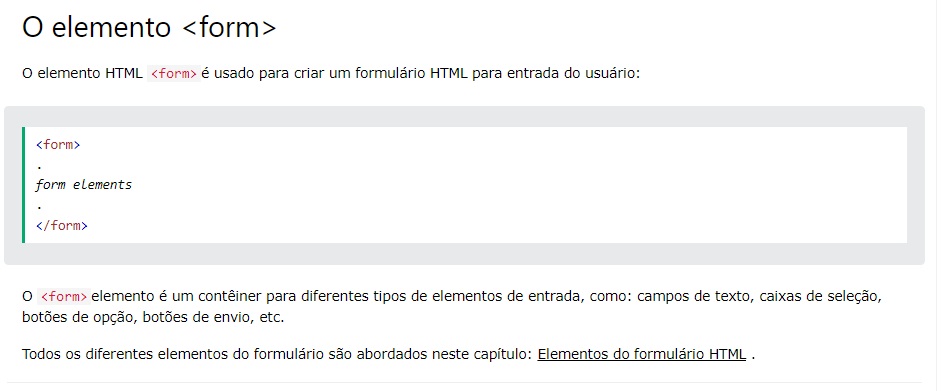 O elemento <form>
O elemento HTML <form> é usado para criar um formulário HTML para entrada do usuário:
<form>
.
form elements
.
</form>
O <form> elemento é um contêiner para diferentes tipos de elementos de entrada, como: campos de texto, caixas de seleção,
botões de opção, botões de envio, etc.
Todos os diferentes elementos do formulário são abordados neste capítulo: Elementos do formulário HTML .